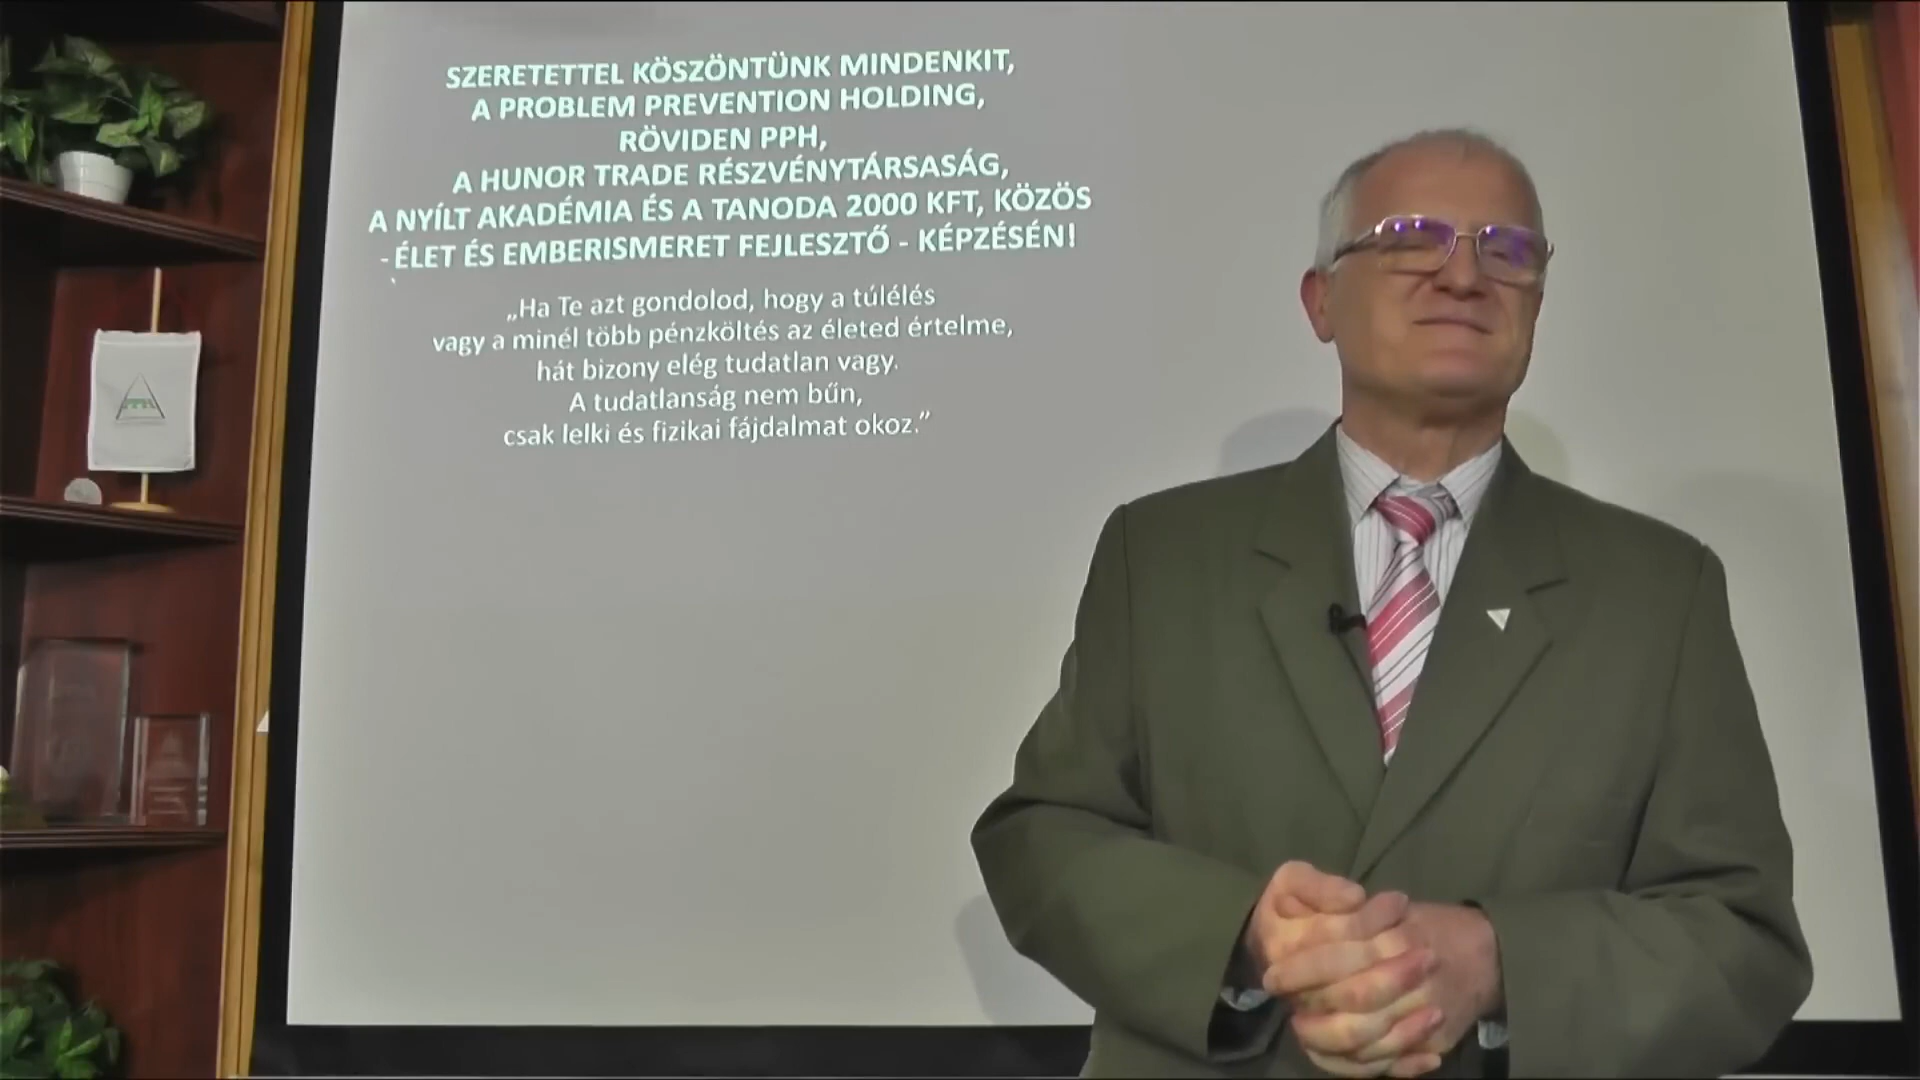 SZERETETTEL KÖSZÖNTÜNK MINDENKIT,
A PROBLEM PREVENTION HOLDING,
RÖVIDEN PPH,
A HUNOR TRADE RÉSZVÉNYTÁRSASÁG,
A NYÍLT AKADÉMIA ÉS A TANODA 2000 KFT, KÖZÖS
- ÉLET ÉS EMBERISMERET FEJLESZTŐ - KÉPZÉSÉN!
„Ha Te azt gondolod, hogy a túlélés
vagy a minél több pénzköltés az életed értelme,
hát bizony elég tudatlan vagy.
A tudatlanság nem bűn,
csak lelki és fizikai fájdalmat okoz.”